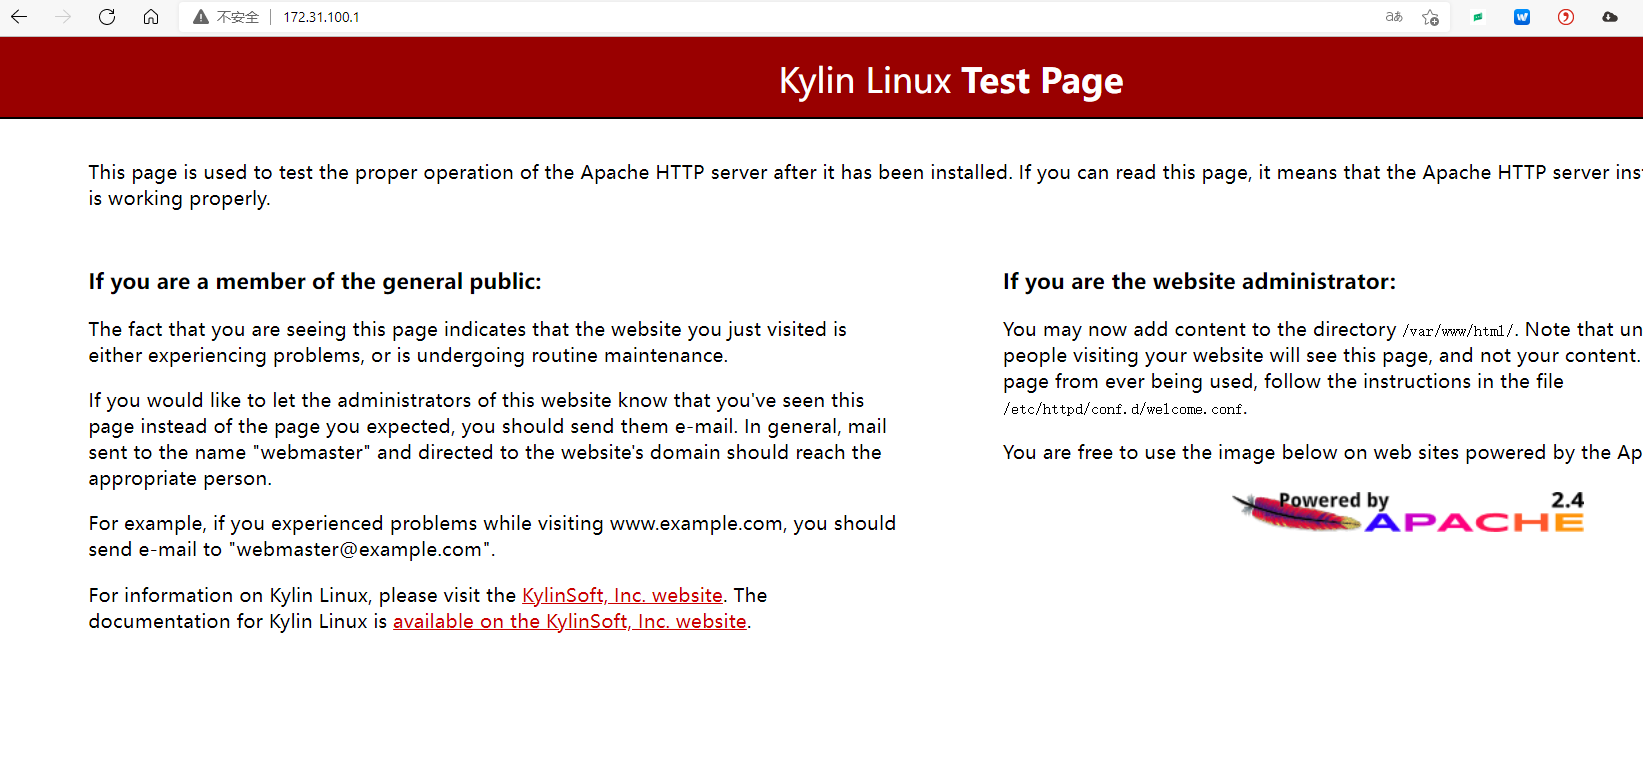 不安全 172.31.100.1
Kylin Linux Test Page
This page is used to test the proper operation of the Apache HTTP server after it has been installed. If you can read this page, it means that the Apache HTTP server
is working properly.
If you are a member of the general public:
The fact that you are seeing this page indicates that the website you just visited is
either experiencing problems, or is undergoing routine maintenance.
If you would like to let the administrators of this website know that you've seen this
page instead of the page you expected, you should send them e-mail. In general, mail
sent to the name "webmaster" and directed to the website's domain should reach the
appropriate person.
For example, if you experienced problems while visiting www.example.com, you should
send e-mail to "webmaster@example.com".
For information on Kylin Linux, please visit the KylinSoft, Inc. website. The
documentation for Kylin Linux is available on the KylinSoft, Inc. website.
If you are the website administrator:
You may now add content to the directory /var/www/html/. Note that
people visiting your website will see this page, and not your content.
page from ever being used, follow the instructions in the file
/etc/httpd/conf.d/welcome.conf.
You are free to use the image below on web sites powered by the
Powered by 2.4
APACHE